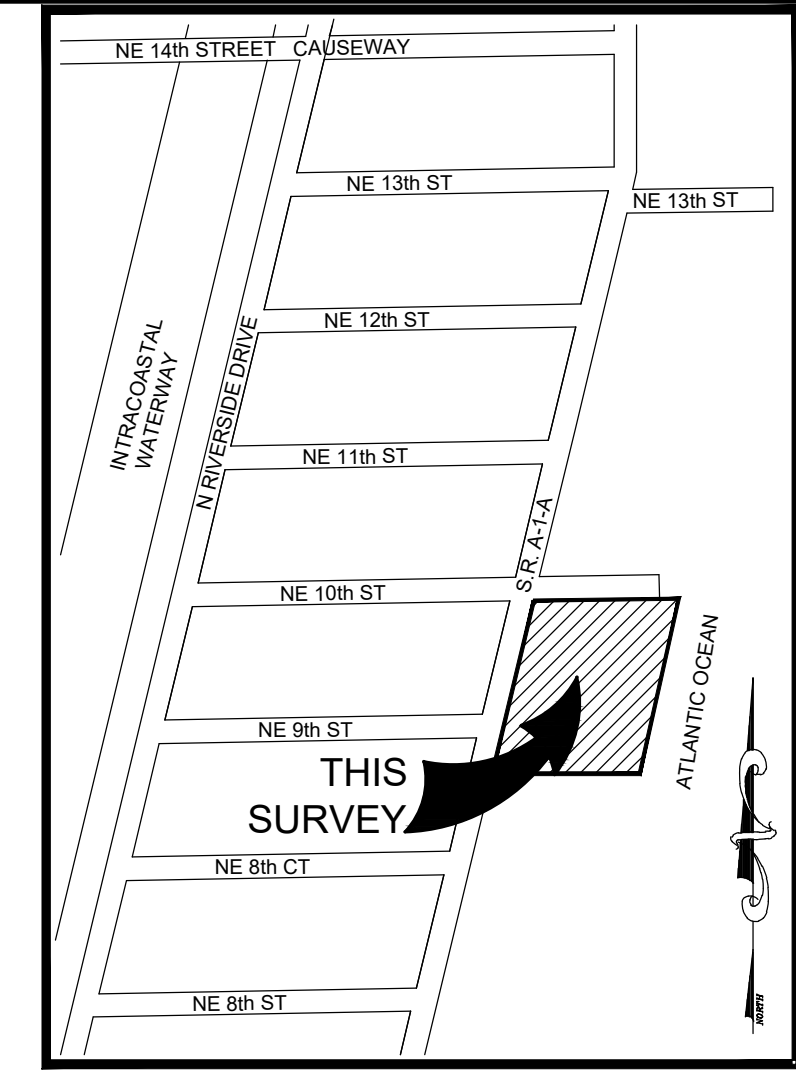 NE 14th STREET CAUSEWAY
NE 13th ST
NE 13th ST
NE 12th ST
INTRACOASTAL
WATERWAY
N RIVERSIDE DRIVE
NE 11th ST
S.R. A-1-A
NE 10th ST
ATLANTIC OCEAN
NE 9th ST
THIS
SURVEY
NE 8th CT
NE 8th ST
NORTH